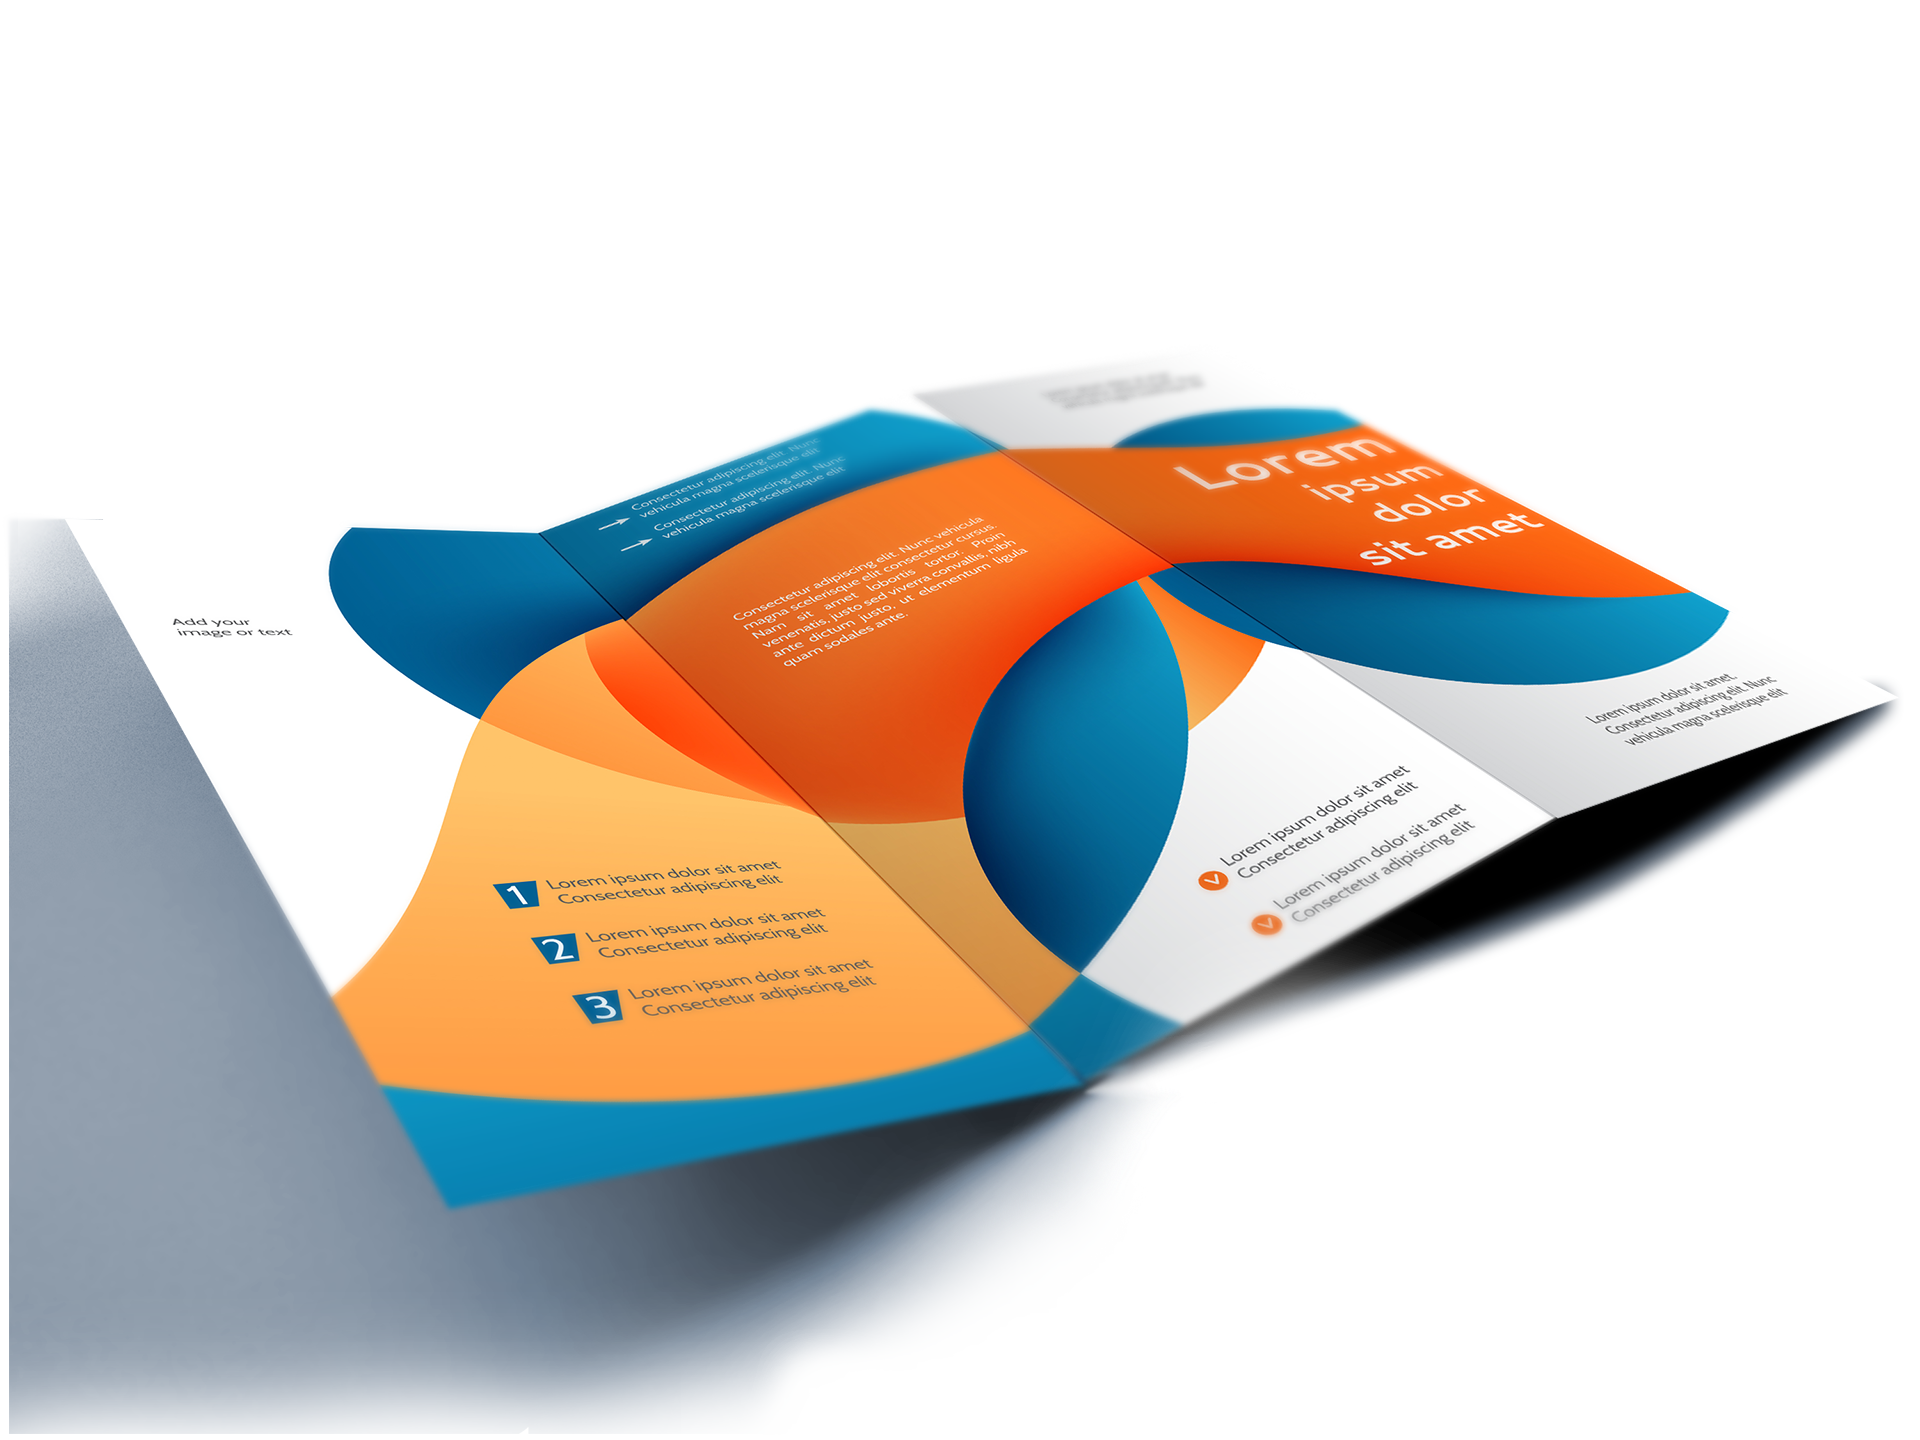 Add your
image or text
1 Lorem ipsum dolor sit amet
Consectetur adipiscing elit
2 Lorem ipsum dolor sit amet
Consectetur adipiscing elit
3 Lorem ipsum dolor sit amet
Consectetur adipiscing elit
Consectetur adipiscing elit. Nunc
vehicula magna scelerisque elit
Consectetur adipiscing elit. Nunc
vehicula magna scelerisque elit
Consectetur adipiscing elit. Nunc vehicula
magna scelerisque elit consectetur cursus.
Nam sit amet lobortis tortor. Proin
venenatis, justo sed viverra convallis, nibh
ante dictum justo, ut elementum ligula
quam sodales ante.
Lorem ipsum dolor sit amet
Consectetur adipiscing elit
Lorem ipsum dolor sit amet
Consectetur adipiscing elit
Lorem
ipsum
dolor
sit amet
Lorem ipsum dolor sit amet.
Consectetur adipiscing elit. Nunc
vehicula magna scelerisque elit